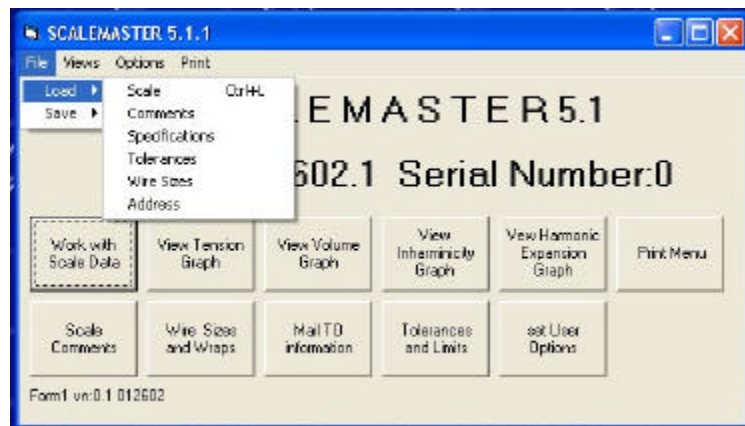 SCALEMASTER 5.1.1
File Views Options Print
Load Scale Ctrl+L
Save Comments
Specifications
Tolerances
Wire Sizes
Address
EMASTER 5.1
602.1 Serial Number:0
Work with
Scale Data
View Tension
Graph
View Volume
Graph
View
Inharminicity
Graph
Veiw Harmonic
Expansion
Graph
Print Menu
Scale
Comments
Wire Sizes
and Wraps
Mail TO
information
Tolerances
and Limits
set User
Options
Form1 vn:0.1 012602